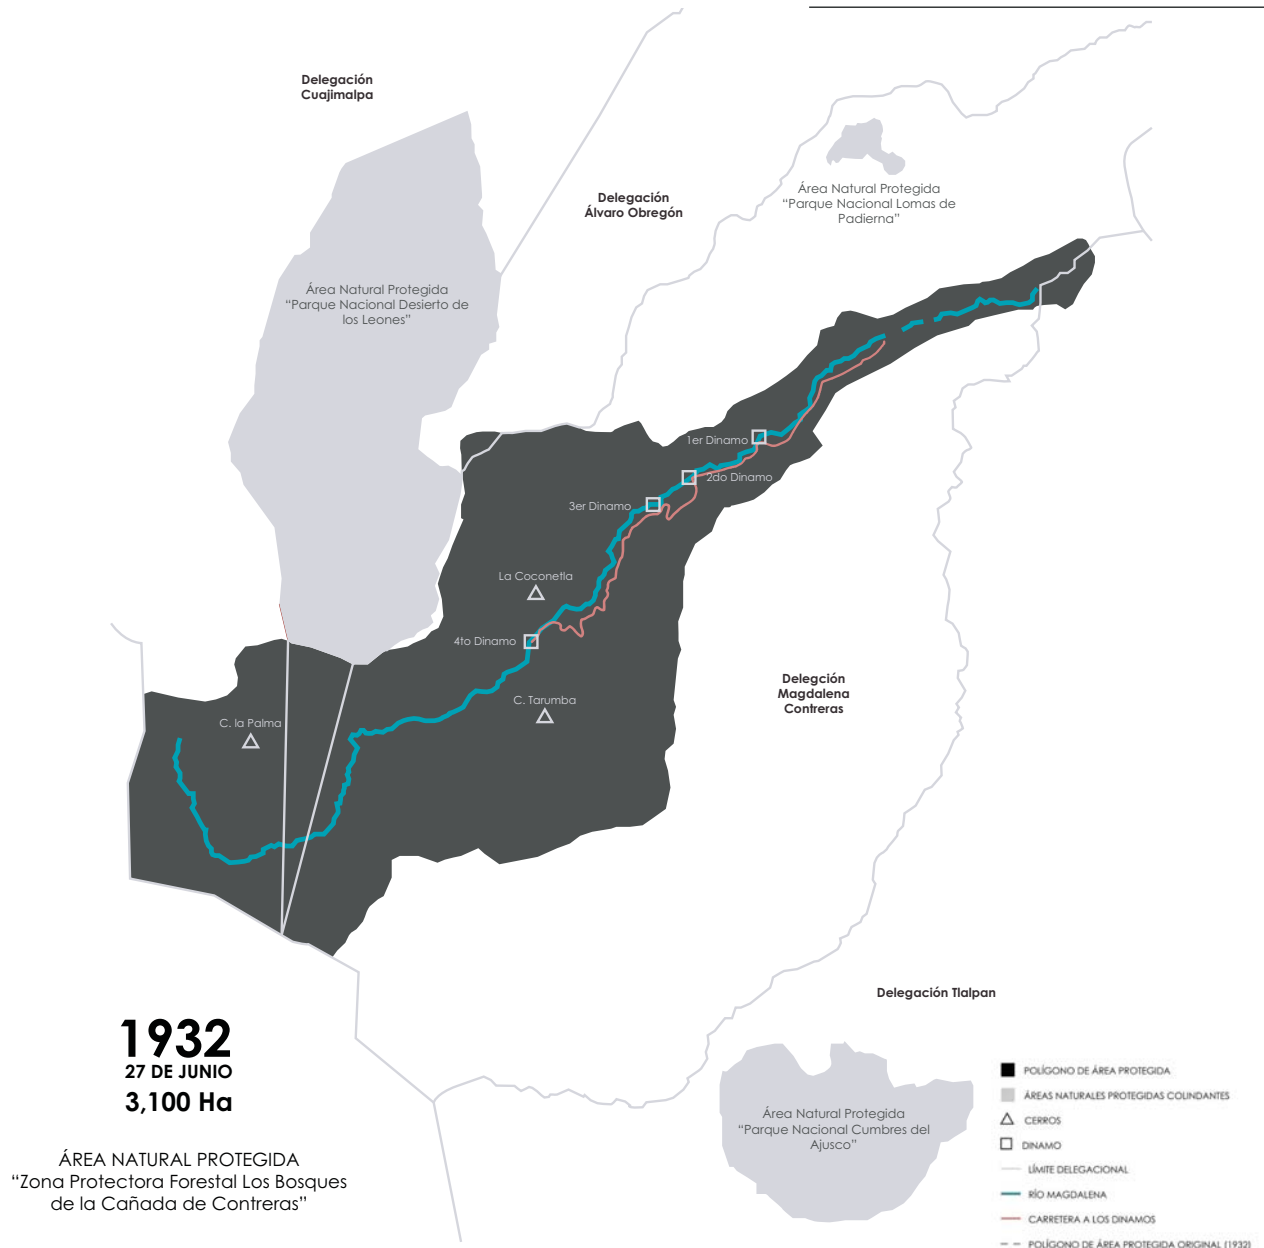 Delegación
Cuajimalpa
Delegación
Álvaro Obregón
Área Natural Protegida
“Parque Nacional Lomas de
Padierna”
Área Natural Protegida
“Parque Nacional Desierto de
los Leones”
1er Dinamo
2do Dinamo
3er Dinamo
La Coconetla
4to Dinamo
C. Tarumba
C. la Palma
Delegción
Magdalena
Contreras
Delegación Tlalpan
1932
27 DE JUNIO
3,100 Ha
ÁREA NATURAL PROTEGIDA
“Zona Protectora Forestal Los Bosques
de la Cañada de Contreras”
Área Natural Protegida
“Parque Nacional Cumbres del
Ajusco”
POLÍGONO DE ÁREA PROTEGIDA
ÁREAS NATURALES PROTEGIDAS COLINDANTES
CERROS
DINAMO
LÍMITE DELEGACIONAL
RÍO MAGDALENA
CARRETERA A LOS DINAMOS
POLÍGONO DE ÁREA PROTEGIDA ORIGINAL (1932)